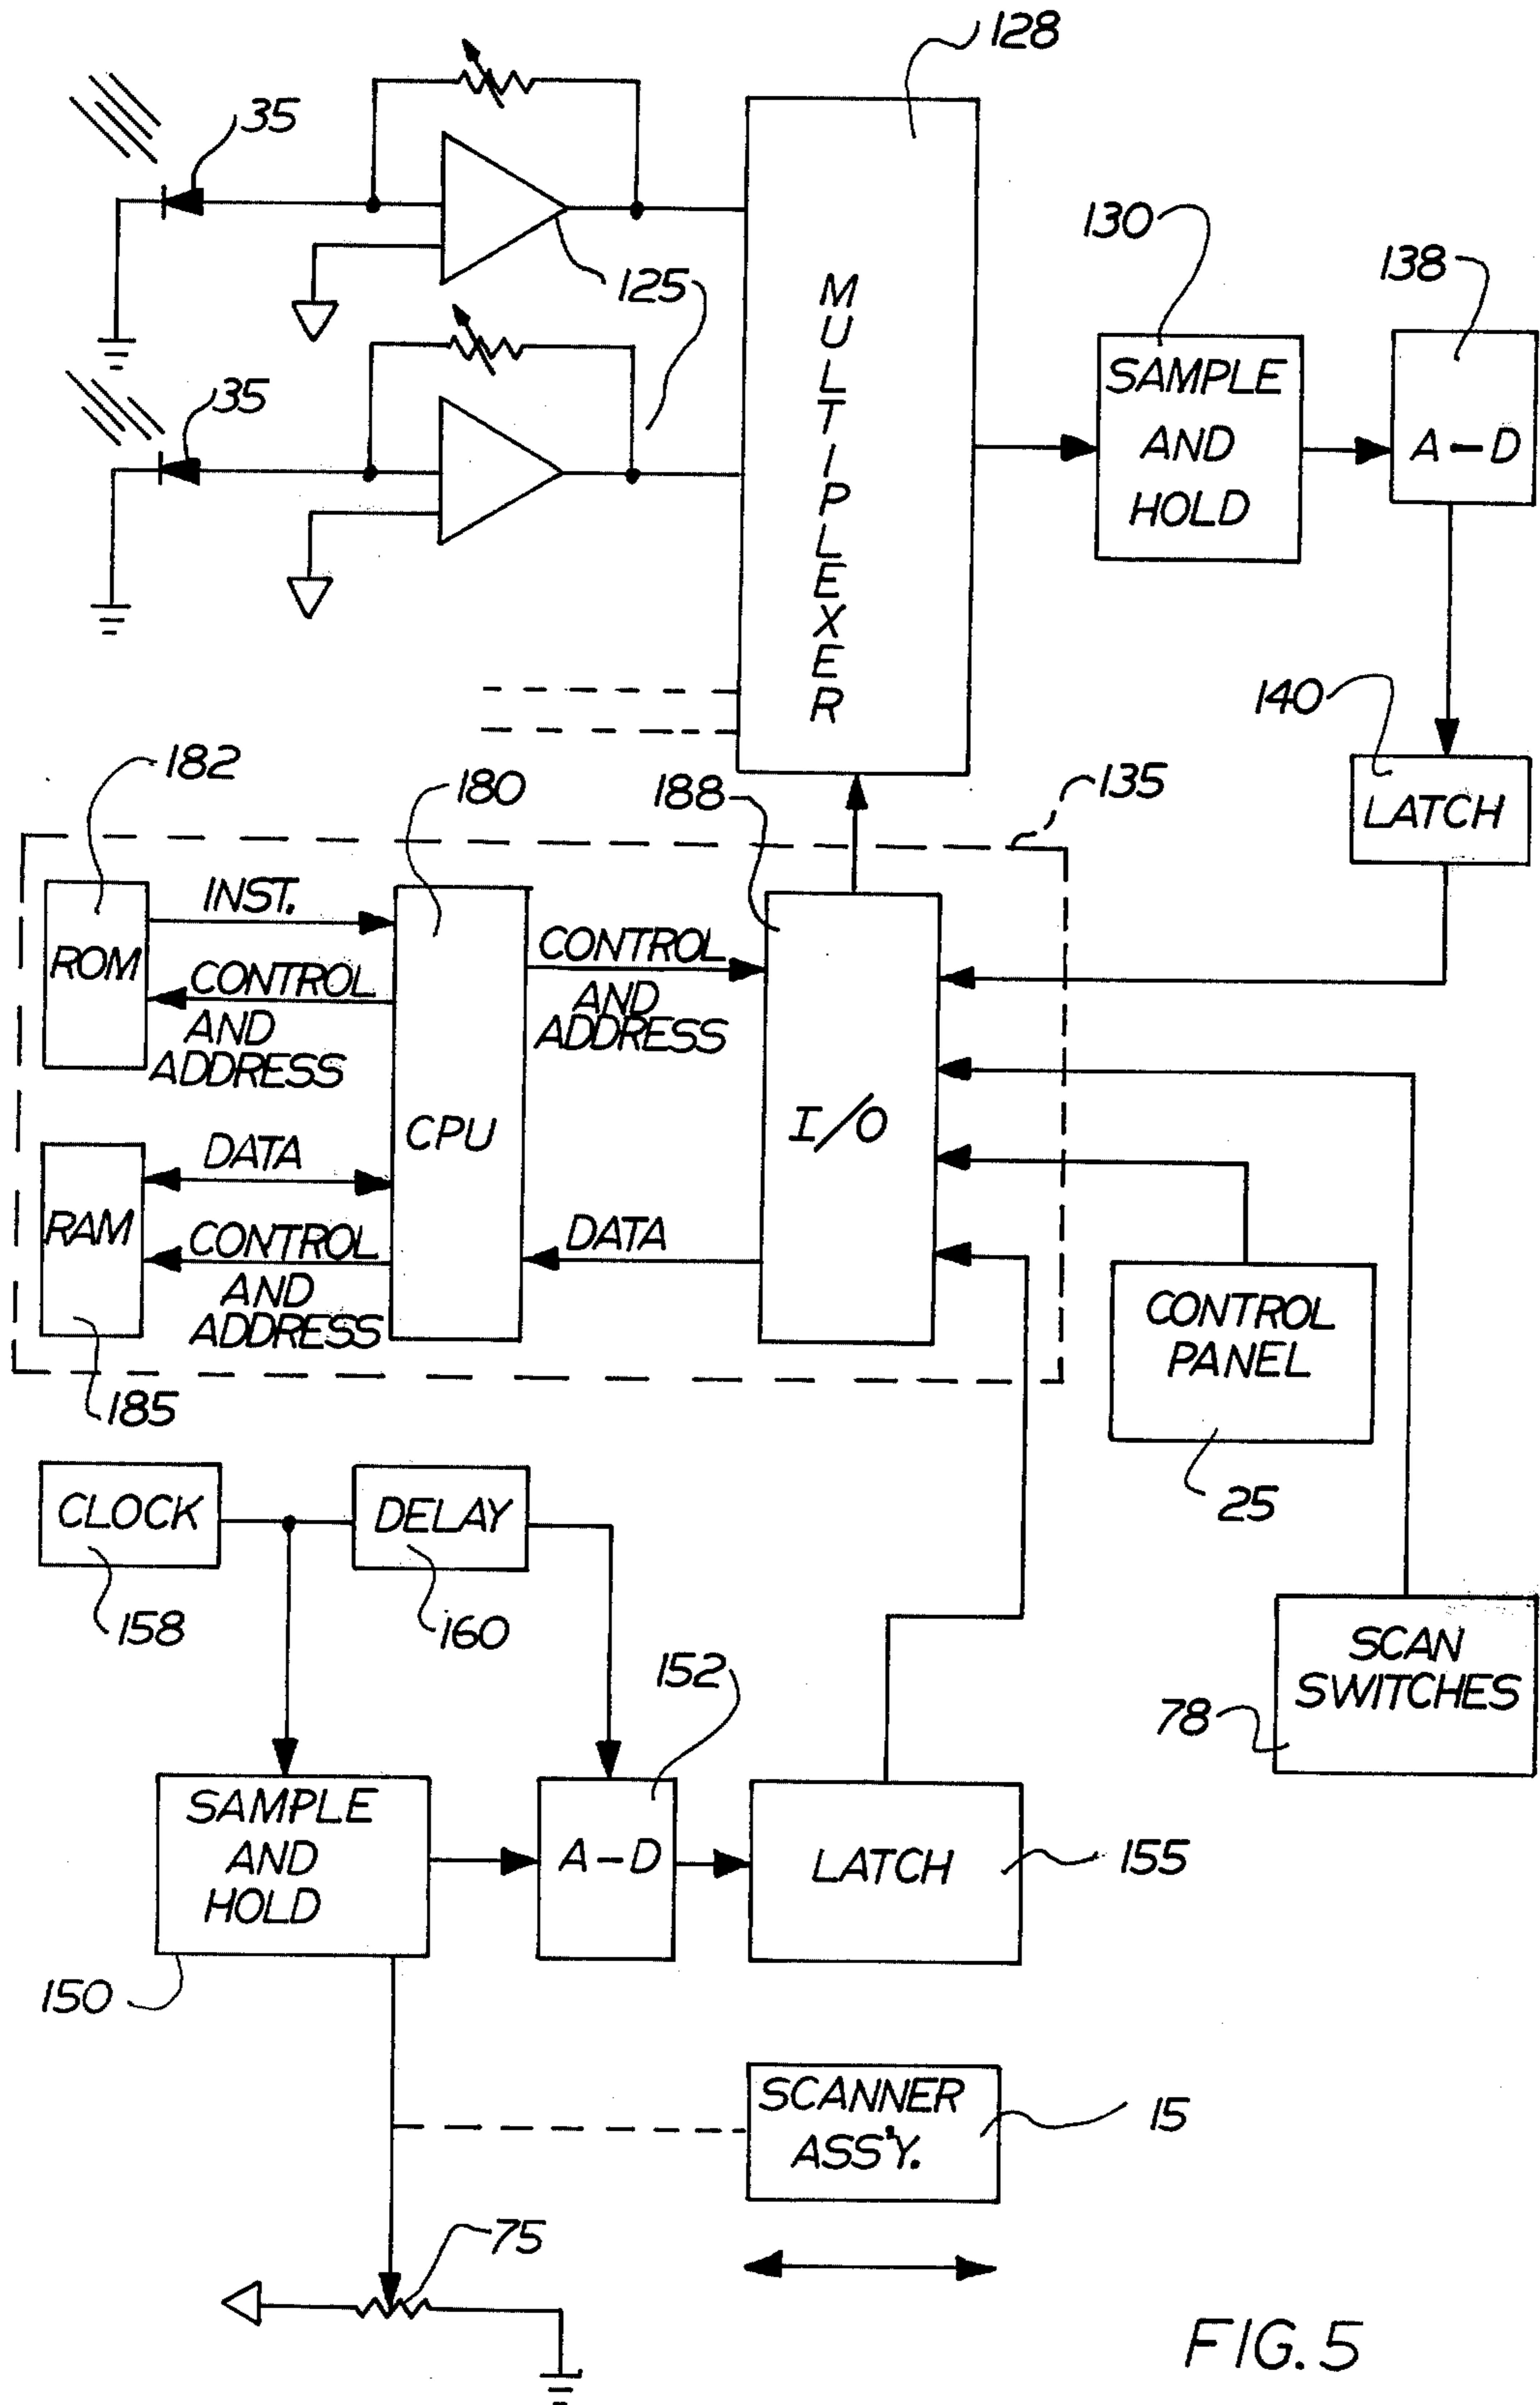 128
35
125
MULTIPLEXER
130
SAMPLE
AND
HOLD
138
A-D
35
140
LATCH
182
180
188
135
ROM
INST.
CONTROL
AND
ADDRESS
CPU
CONTROL
AND
ADDRESS
I/O
RAM
DATA
CONTROL
AND
ADDRESS
DATA
185
CONTROL
PANEL
25
CLOCK
158
DELAY
160
SCAN
SWITCHES
78
152
SAMPLE
AND
HOLD
150
A-D
LATCH
155
SCANNER
ASS'Y.
15
75
FIG. 5